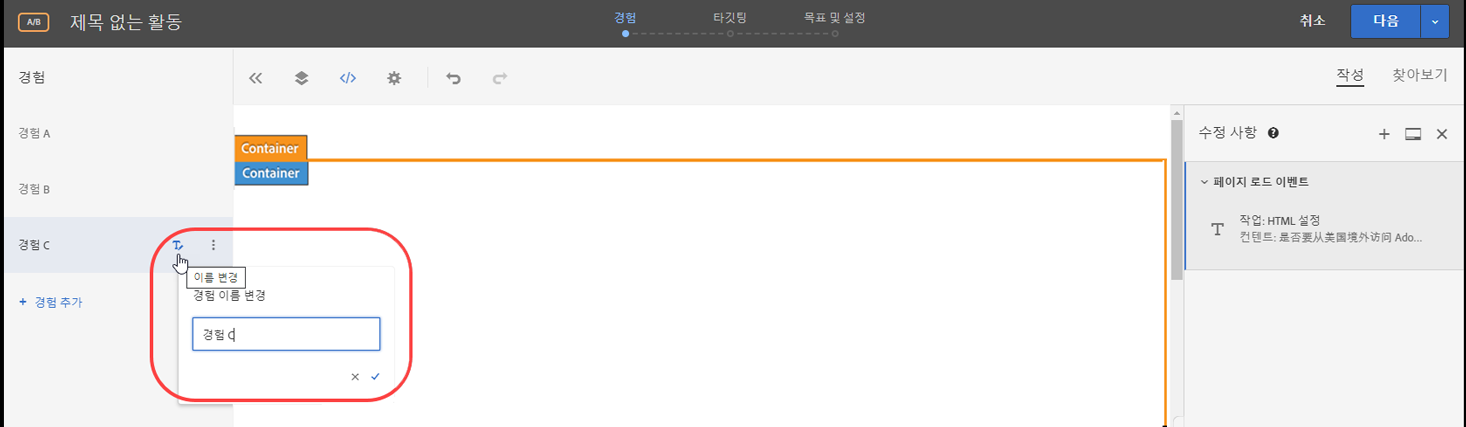 A/B
제목 없는 활동
경험
타깃팅
목표 및 설정
취소
다음
경험
</>
작성
찾아보기
경험 A
경험 B
경험 C
이름 변경
+ 경험 추가
경험 이름 변경
경험 C
Container
Container
수정 사항
페이지 로드 이벤트
작업: HTML 설정
컨텐트: 是否要从美国境外访问 Ado...